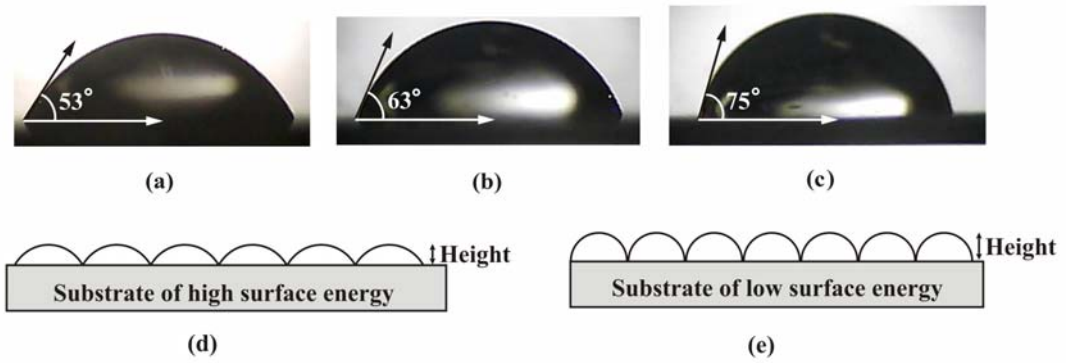 53°
63°
75°
(a)
(b)
(c)
Height
Substrate of high surface energy
(d)
Height
Substrate of low surface energy
(e)